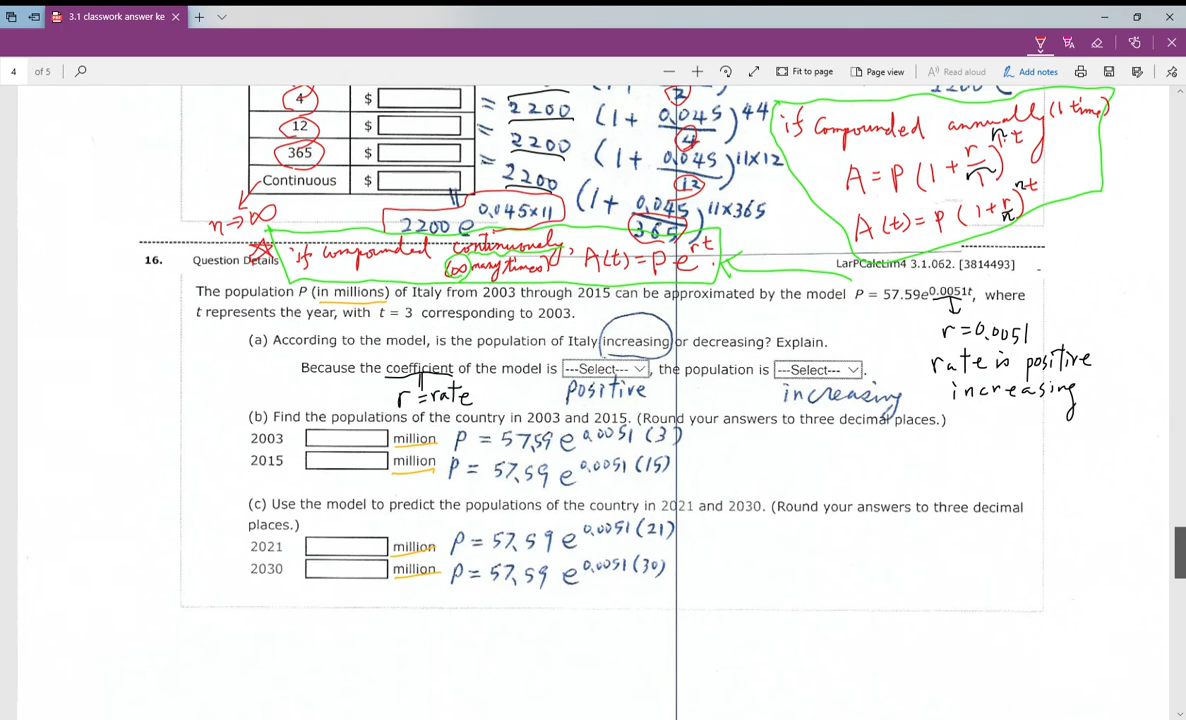 3.1 classwork answer ke
4 of 5
Fit to page
Page view
Read aloud
Add notes
4 $ = 2200 (1 + 0.045/4)^44
12 $ = 2200 (1 + 0.045/12)^11x12
365 $ = 2200 (1 + 0.045/365)^11x365
Continuous $
n→∞
2200 e^0.045x11
if compounded annually (1 time)
A = P (1 + r/1)^t
A (t) = P (1 + r/n)^nt
if compounded continuously, A(t) = P e^rt.
(∞ many times)
16. Question Details LarPCalcLim4 3.1.062. [3814493]
The population P (in millions) of Italy from 2003 through 2015 can be approximated by the model P = 57.59e^0.0051t, where
t represents the year, with t = 3 corresponding to 2003.
r = 0.0051
rate is positive
increasing
(a) According to the model, is the population of Italy increasing or decreasing? Explain.
Because the coefficient of the model is ---Select---, the population is ---Select---.
r = rate positive increasing
(b) Find the populations of the country in 2003 and 2015. (Round your answers to three decimal places.)
2003 million P = 57.59 e^0.0051 (3)
2015 million P = 57.59 e^0.0051 (15)
(c) Use the model to predict the populations of the country in 2021 and 2030. (Round your answers to three decimal
places.)
2021 million P = 57.59 e^0.0051 (21)
2030 million P = 57.59 e^0.0051 (30)